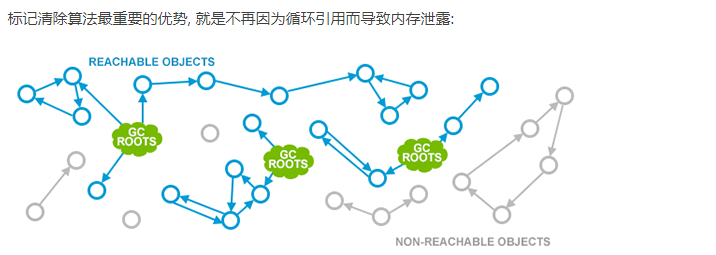 标记清除算法最重要的优势, 就是不再因为循环引用而导致内存泄露:
REACHABLE OBJECTS
GC
ROOTS
GC
ROOTS
GC
ROOTS
NON-REACHABLE OBJECTS